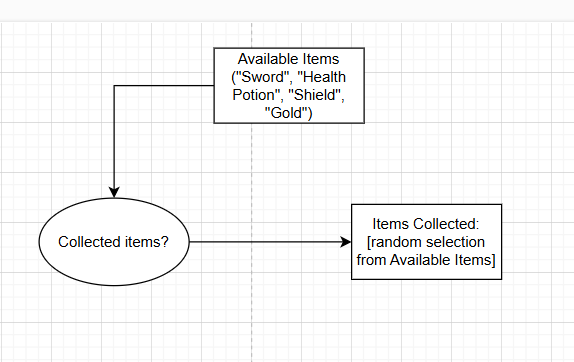 Available Items
("Sword", "Health
Potion", "Shield",
"Gold")
Collected items?
Items Collected:
[random selection
from Available Items]